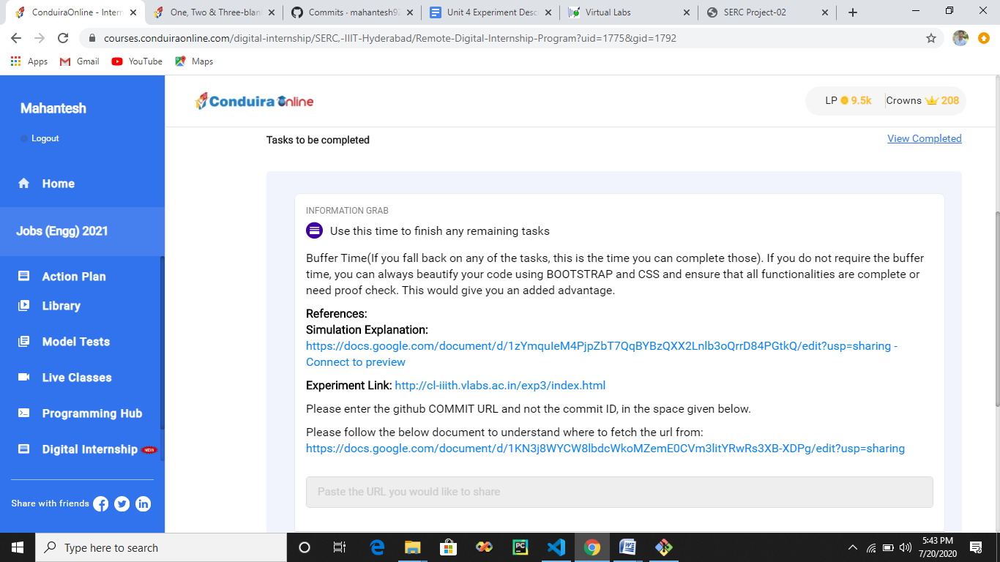 ConduiraOnline - Intern
One, Two & Three-blan
Commits · mahantesh92
Unit 4 Experiment Desc
Virtual Labs
SERC Project-02
courses.conduiraonline.com/digital-internship/SERC,-IIIT-Hyderabad/Remote-Digital-Internship-Program?uid=1775&gid=1792
Apps
Gmail
YouTube
Maps
Mahantesh
Logout
Home
Jobs (Engg) 2021
Action Plan
Library
Model Tests
Live Classes
Programming Hub
Digital Internship NEW
Share with friends
Conduira Online
LP 9.5k
Crowns 208
Tasks to be completed
View Completed
INFORMATION GRAB
Use this time to finish any remaining tasks
Buffer Time(If you fall back on any of the tasks, this is the time you can complete those). If you do not require the buffer
time, you can always beautify your code using BOOTSTRAP and CSS and ensure that all functionalities are complete or
need proof check. This would give you an added advantage.
References:
Simulation Explanation:
https://docs.google.com/document/d/1zYmquIeM4PjpZbT7QqBYBzQXX2Lnlb3oQrrD84PGtkQ/edit?usp=sharing -
Connect to preview
Experiment Link: http://cl-iiith.vlabs.ac.in/exp3/index.html
Please enter the github COMMIT URL and not the commit ID, in the space given below.
Please follow the below document to understand where to fetch the url from:
https://docs.google.com/document/d/1KN3j8WYCW8lbdcWkoMZemE0CVm3litYRwRs3XB-XDPg/edit?usp=sharing
Paste the URL you would like to share
Type here to search
PC
5:43 PM
7/20/2020